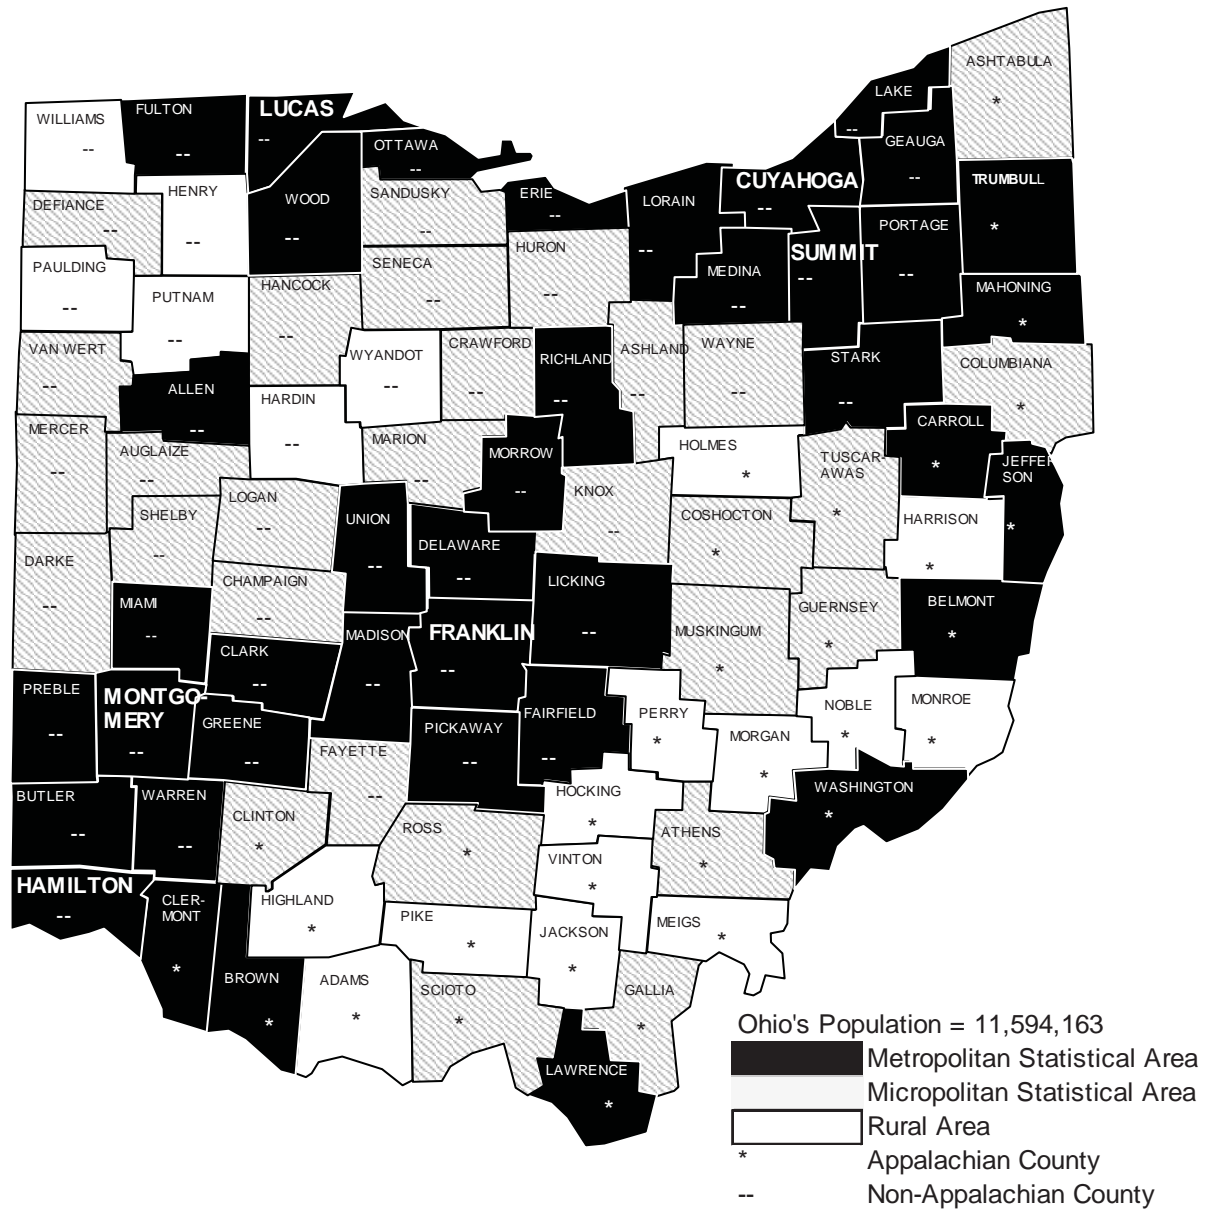 ASHTABULA
*
LAKE
--
FULTON
--
LUCAS
--
WILLIAMS
--
GEAUGA
--
OTTAWA
--
CUYAHOGA
--
TRUMBULL
*
HENRY
--
WOOD
--
SANDUSKY
--
ERIE
--
LORAIN
--
DEFIANCE
--
PORTAGE
--
HURON
--
SUMMIT
--
PAULDING
--
SENECA
--
MEDINA
--
HANCOCK
--
MAHONING
*
PUTNAM
--
VAN WERT
--
WYANDOT
--
CRAWFORD
--
RICHLAND
--
ASHLAND
--
WAYNE
--
STARK
--
COLUMBIANA
*
ALLEN
--
HARDIN
--
CARROLL
*
MERCER
--
AUGLAIZE
--
MARION
--
MORROW
--
HOLMES
*
TUSCAR-
AWAS
*
JEFFER-
SON
*
LOGAN
--
KNOX
--
SHELBY
--
UNION
--
COSHOCTON
*
HARRISON
*
DELAWARE
--
DARKE
--
CHAMPAIGN
--
LICKING
--
MIAMI
--
GUERNSEY
*
BELMONT
*
MADISON
--
FRANKLIN
--
MUSKINGUM
*
CLARK
--
PREBLE
--
MONTGO-
MERY
--
GREENE
--
PICKAWAY
--
FAIRFIELD
--
PERRY
*
NOBLE
*
MONROE
*
MORGAN
*
FAYETTE
--
BUTLER
--
WARREN
--
HOCKING
*
WASHINGTON
*
CLINTON
*
ROSS
*
ATHENS
*
VINTON
*
HAMILTON
--
CLER-
MONT
*
HIGHLAND
*
PIKE
*
JACKSON
*
MEIGS
*
BROWN
*
ADAMS
*
SCIOTO
*
GALLIA
*
LAWRENCE
*
Ohio's Population = 11,594,163
Metropolitan Statistical Area
Micropolitan Statistical Area
Rural Area
* Appalachian County
-- Non-Appalachian County